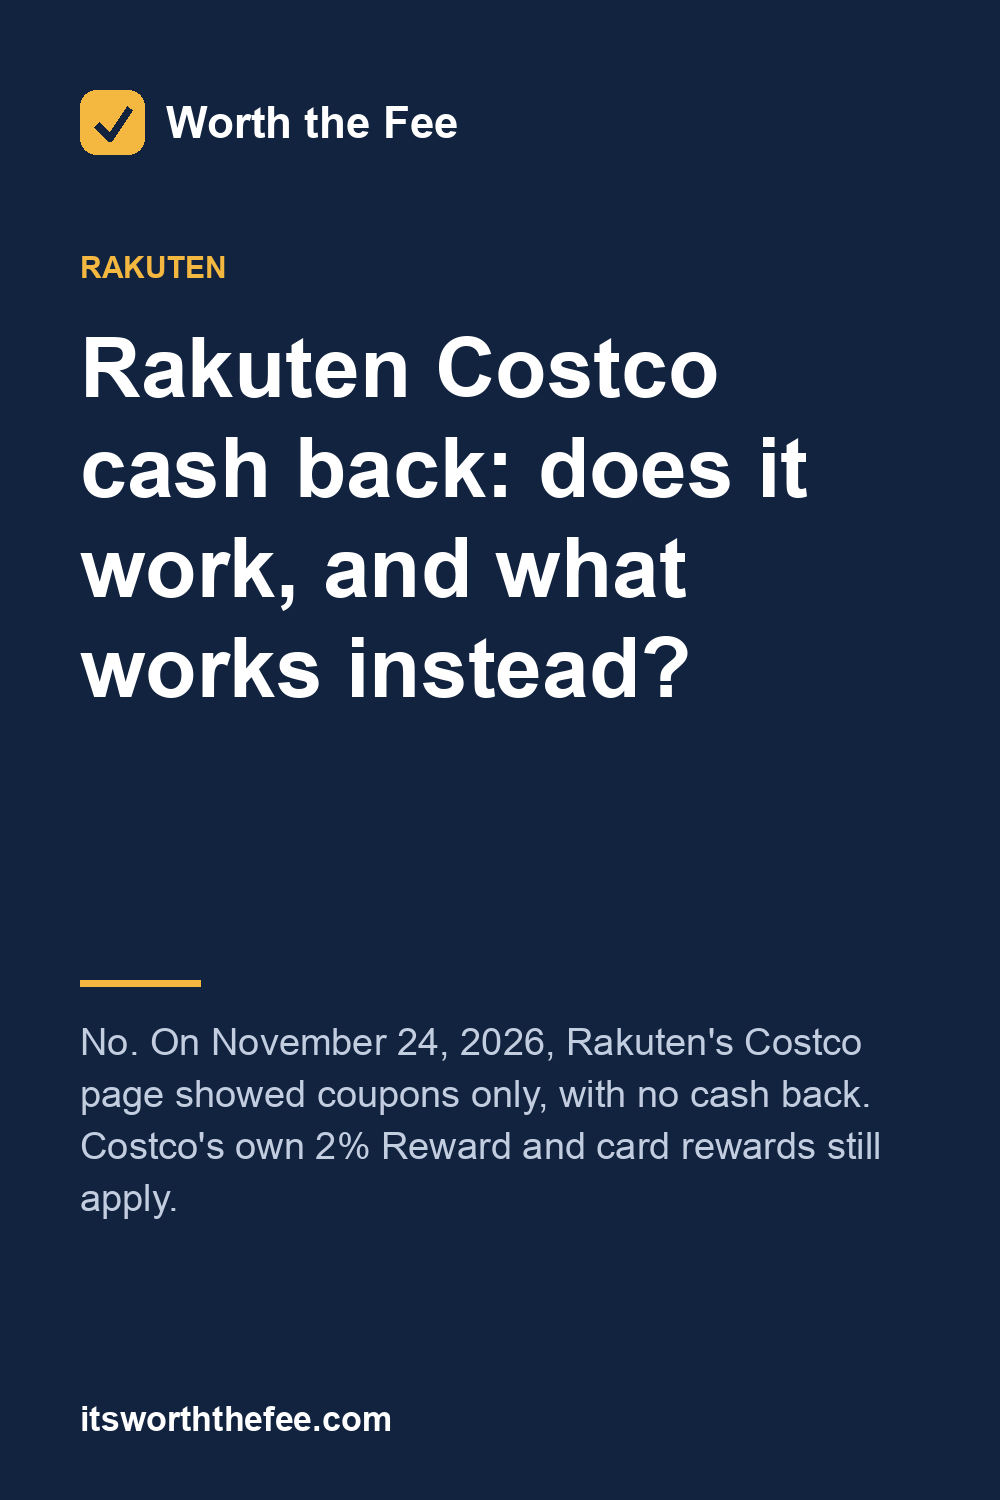 Worth the Fee
RAKUTEN
Rakuten Costco
cash back: does it
work, and what
works instead?
No. On November 24, 2026, Rakuten's Costco
page showed coupons only, with no cash back.
Costco's own 2% Reward and card rewards still
apply.
itsworththefee.com